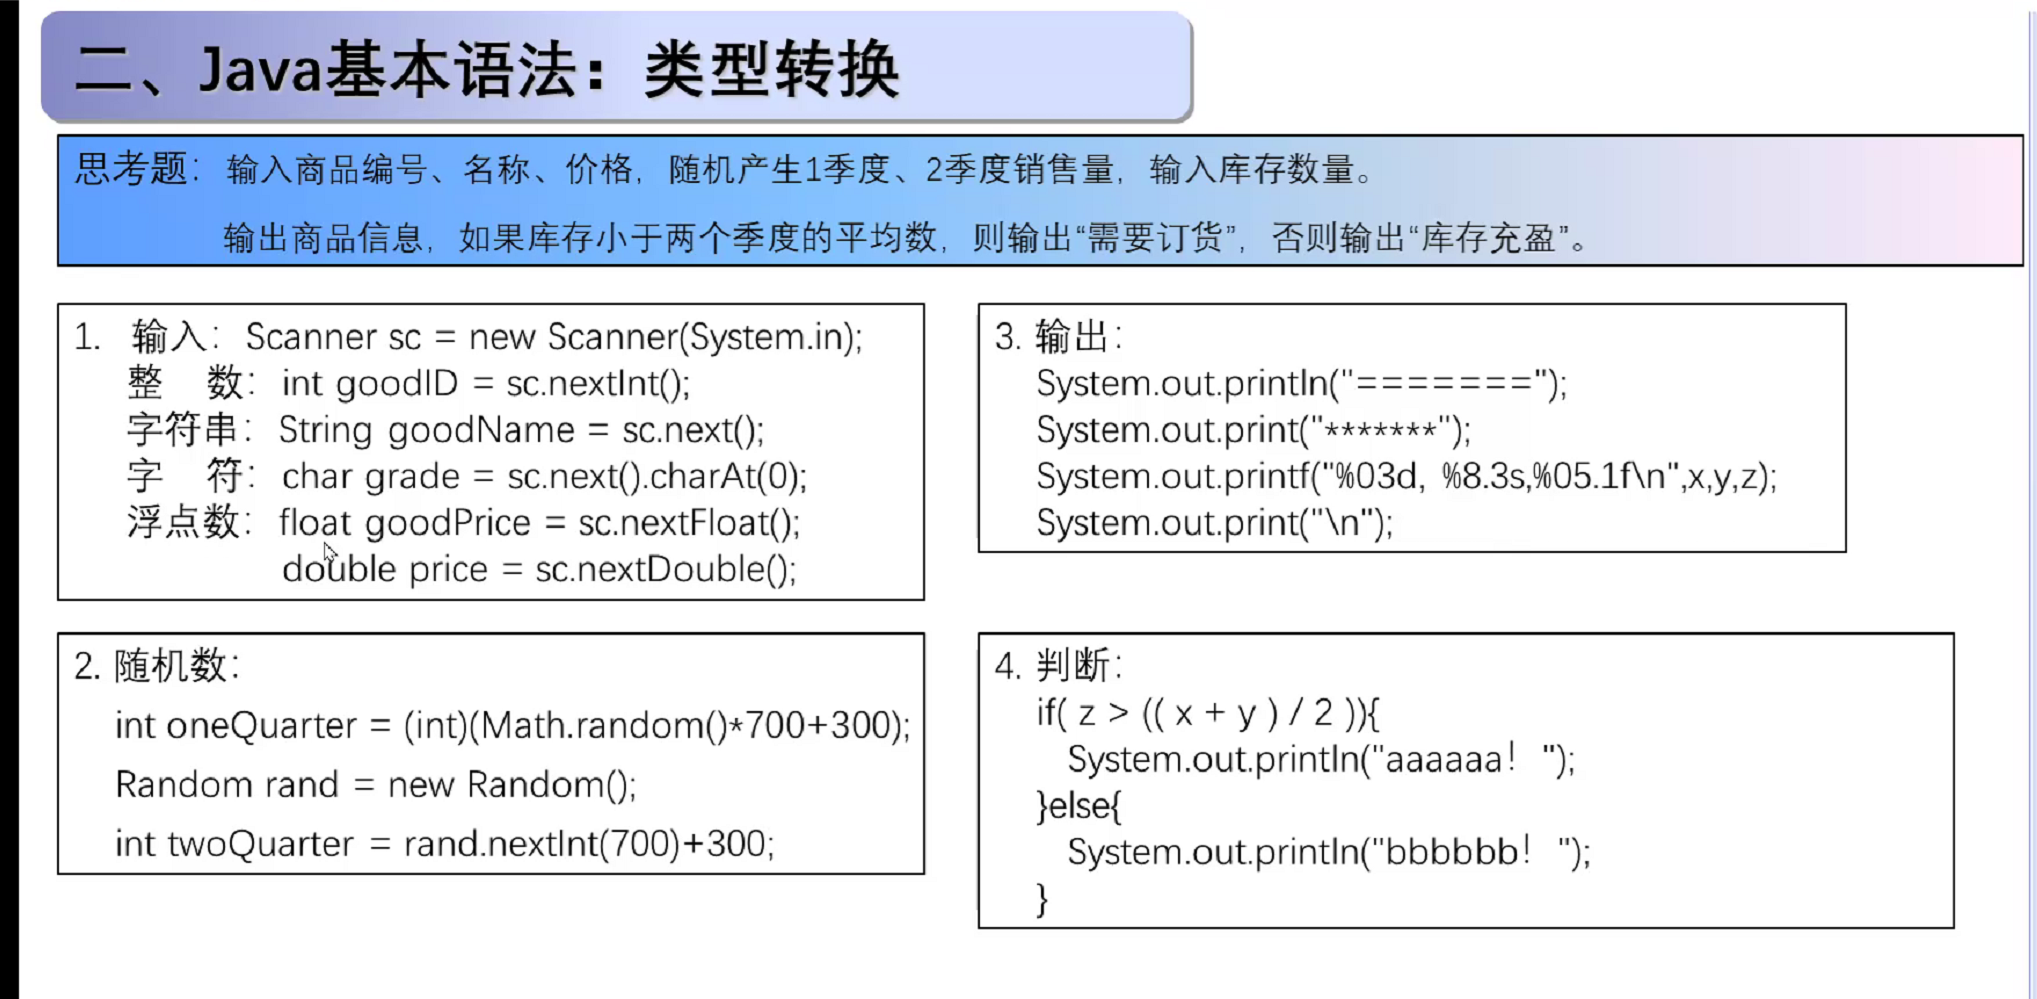 二、Java基本语法：类型转换
思考题：输入商品编号、名称、价格，随机产生1季度、2季度销售量，输入库存数量。
输出商品信息，如果库存小于两个季度的平均数，则输出“需要订货”，否则输出“库存充盈”。
1. 输入：Scanner sc = new Scanner(System.in);
整 数：int goodID = sc.nextInt();
字符串：String goodName = sc.next();
字 符：char grade = sc.next().charAt(0);
浮点数：float goodPrice = sc.nextFloat();
double price = sc.nextDouble();
2. 随机数：
int oneQuarter = (int)(Math.random()*700+300);
Random rand = new Random();
int twoQuarter = rand.nextInt(700)+300;
3. 输出：
System.out.println("=======");
System.out.print("*******");
System.out.printf("%03d, %8.3s,%05.1f\n",x,y,z);
System.out.print("\n");
4. 判断：
if( z > (( x + y ) / 2 )){
System.out.println("aaaaaa！ ");
}else{
System.out.println("bbbbbb！ ");
}